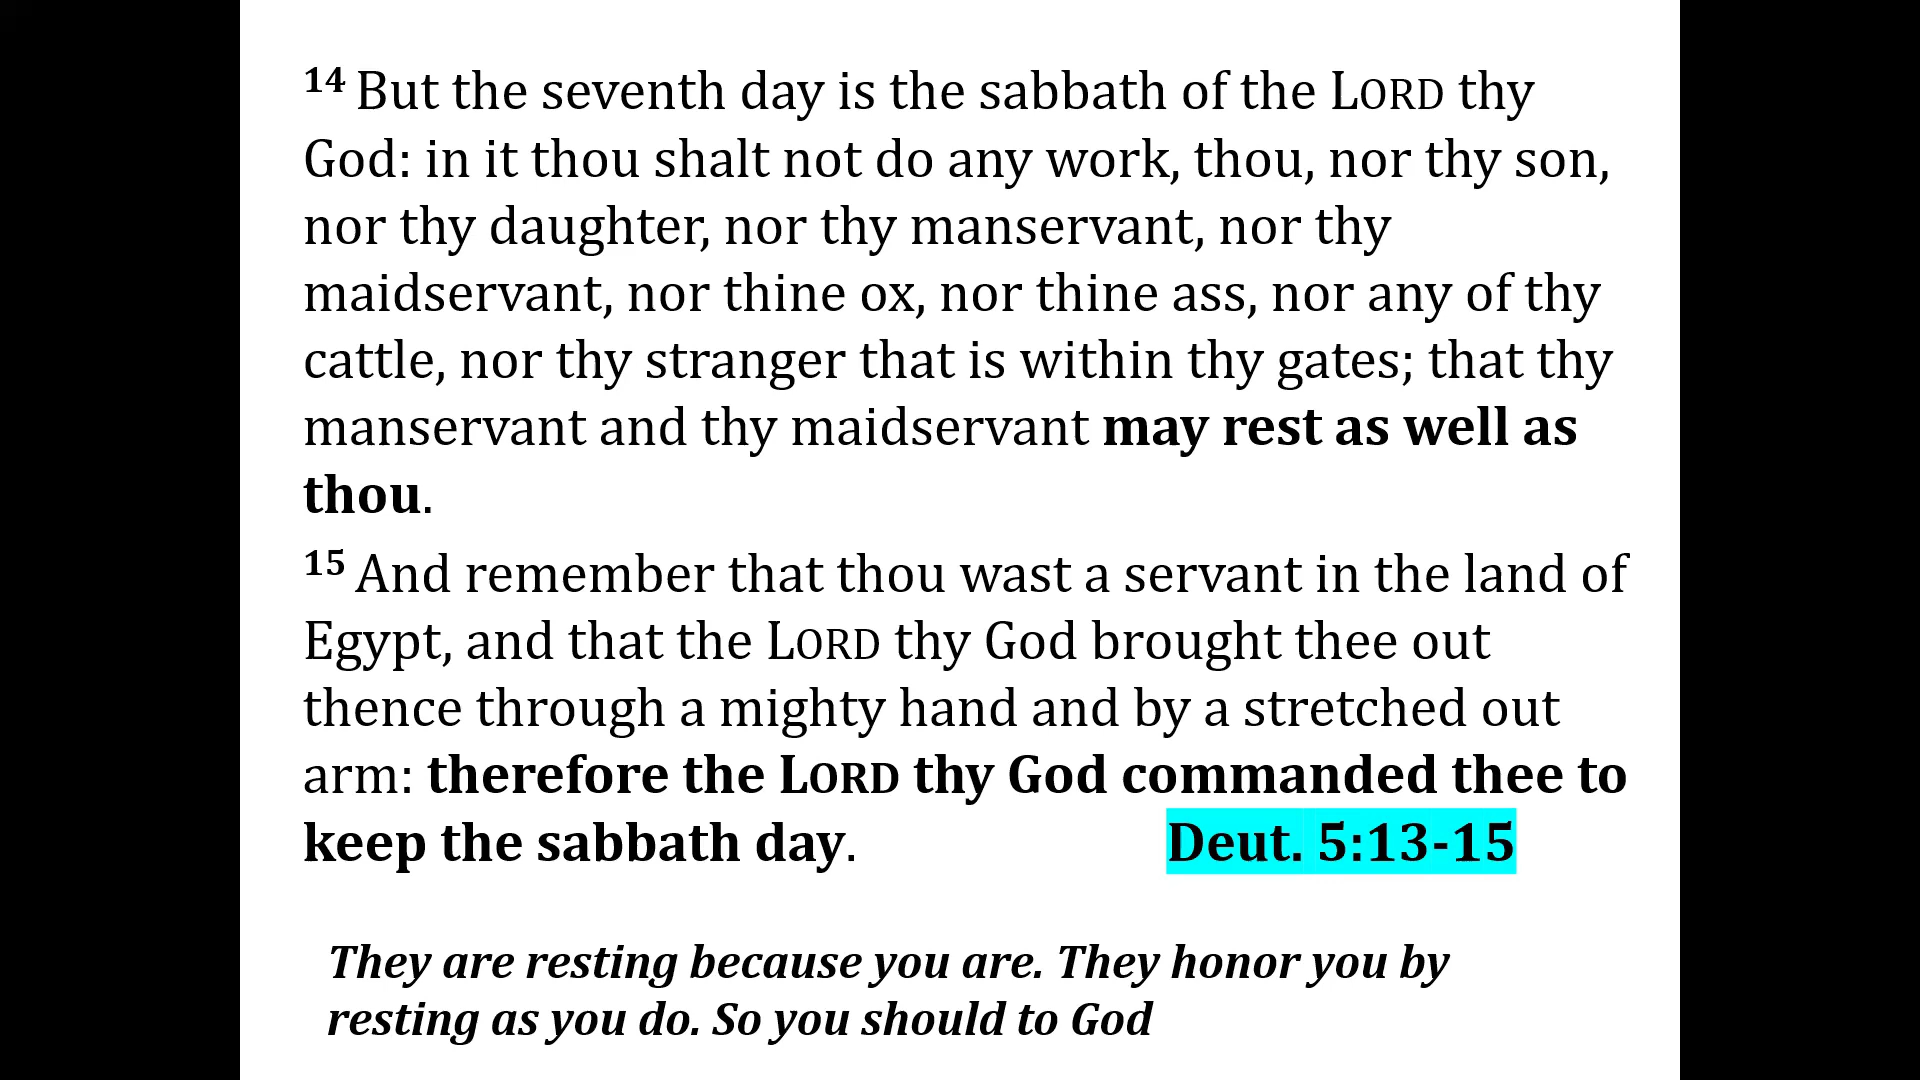 14 But the seventh day is the sabbath of the LORD thy
God: in it thou shalt not do any work, thou, nor thy son,
nor thy daughter, nor thy manservant, nor thy
maidservant, nor thine ox, nor thine ass, nor any of thy
cattle, nor thy stranger that is within thy gates; that thy
manservant and thy maidservant may rest as well as
thou.
15 And remember that thou wast a servant in the land of
Egypt, and that the LORD thy God brought thee out
thence through a mighty hand and by a stretched out
arm: therefore the LORD thy God commanded thee to
keep the sabbath day. Deut. 5:13-15
They are resting because you are. They honor you by
resting as you do. So you should to God